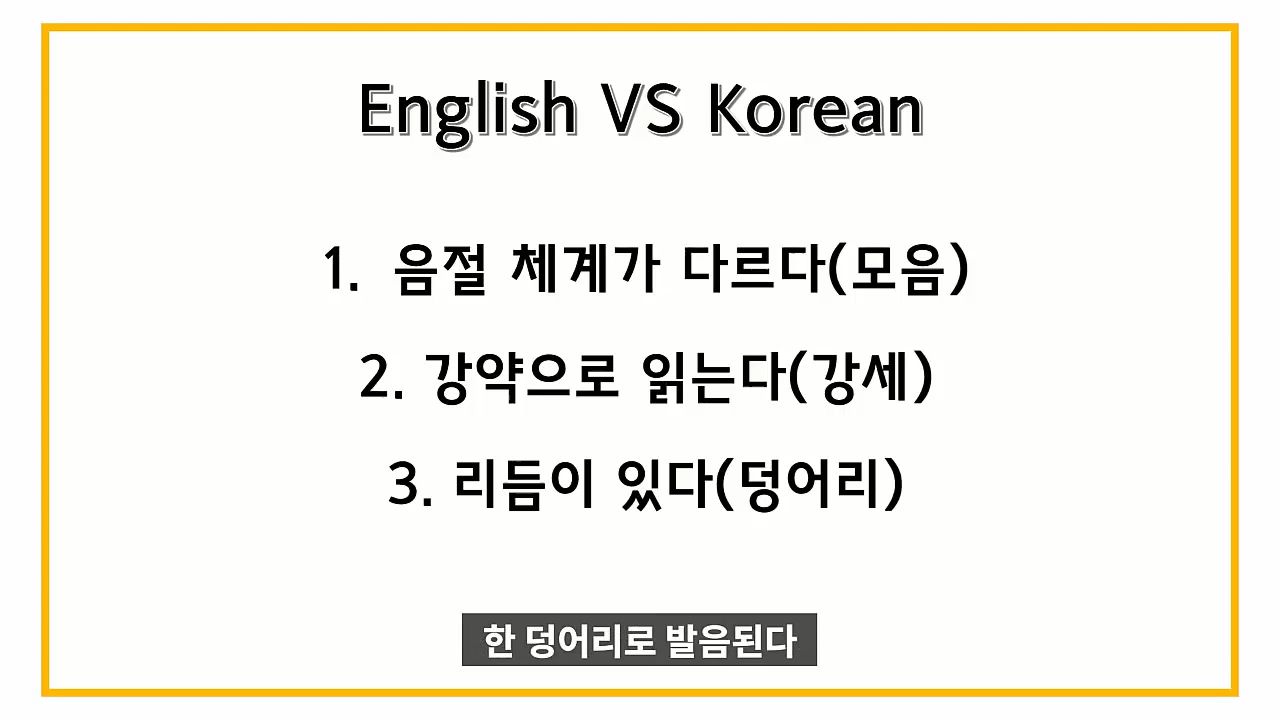 English VS Korean
1. 음절 체계가 다르다(모음)
2. 강약으로 읽는다(강세)
3. 리듬이 있다(덩어리)
한 덩어리로 발음된다